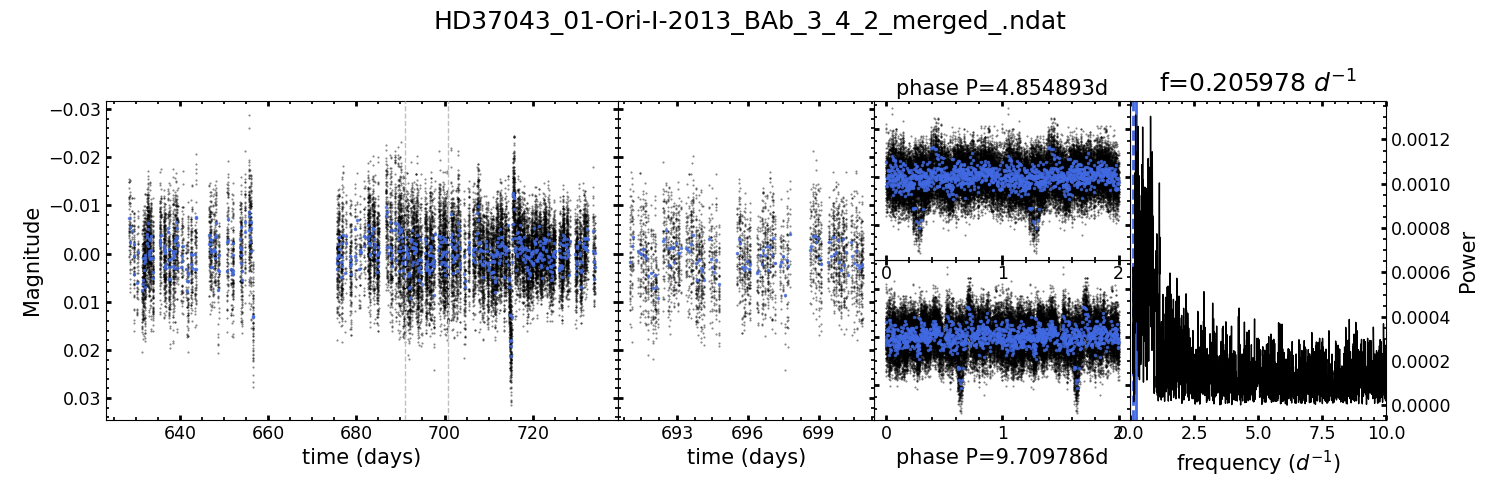 HD37043_01-Ori-I-2013_BAb_3_4_2_merged_.ndat
phase P=4.854893d
f=0.205978 d⁻¹
Magnitude
−0.03
−0.02
−0.01
0.00
0.01
0.02
0.03
640 660 680 700 720
time (days)
693 696 699
time (days)
0 1 2
0 1 2
phase P=9.709786d
0.0 2.5 5.0 7.5 10.0
frequency (d⁻¹)
0.0012
0.0010
0.0008
0.0006
0.0004
0.0002
0.0000
Power